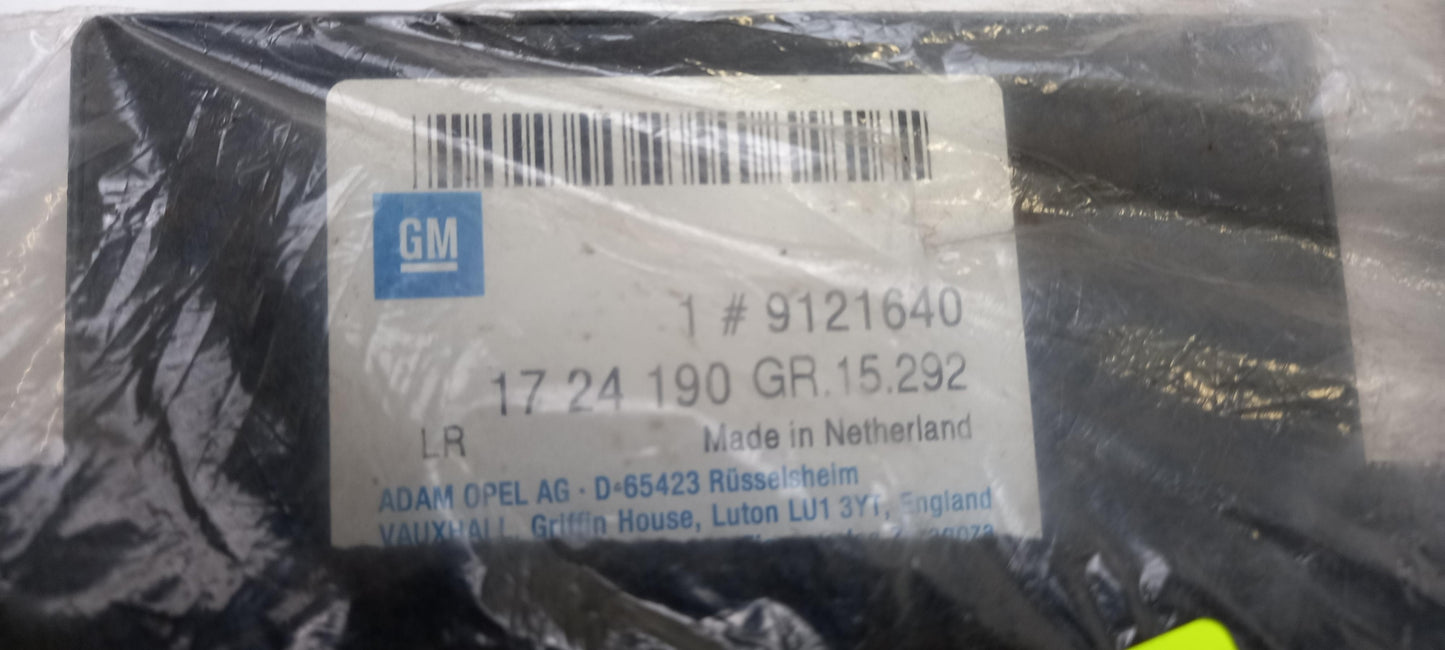 GM
1 # 9121640
17 24 190 GR.15.292
LR Made in Netherland
ADAM OPEL AG · D-65423 Rüsselsheim
VAUXHALL, Griffin House, Luton LU1 3YT, England